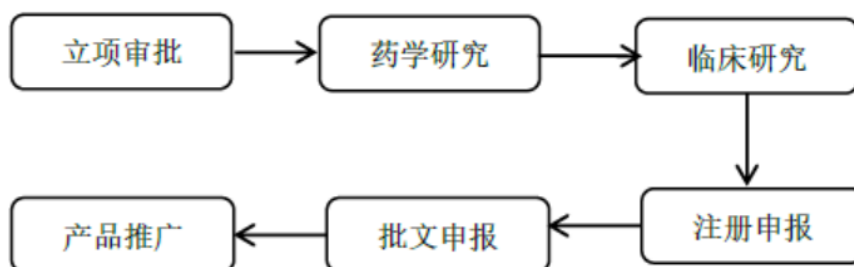 立项审批
药学研究
临床研究
注册申报
批文申报
产品推广